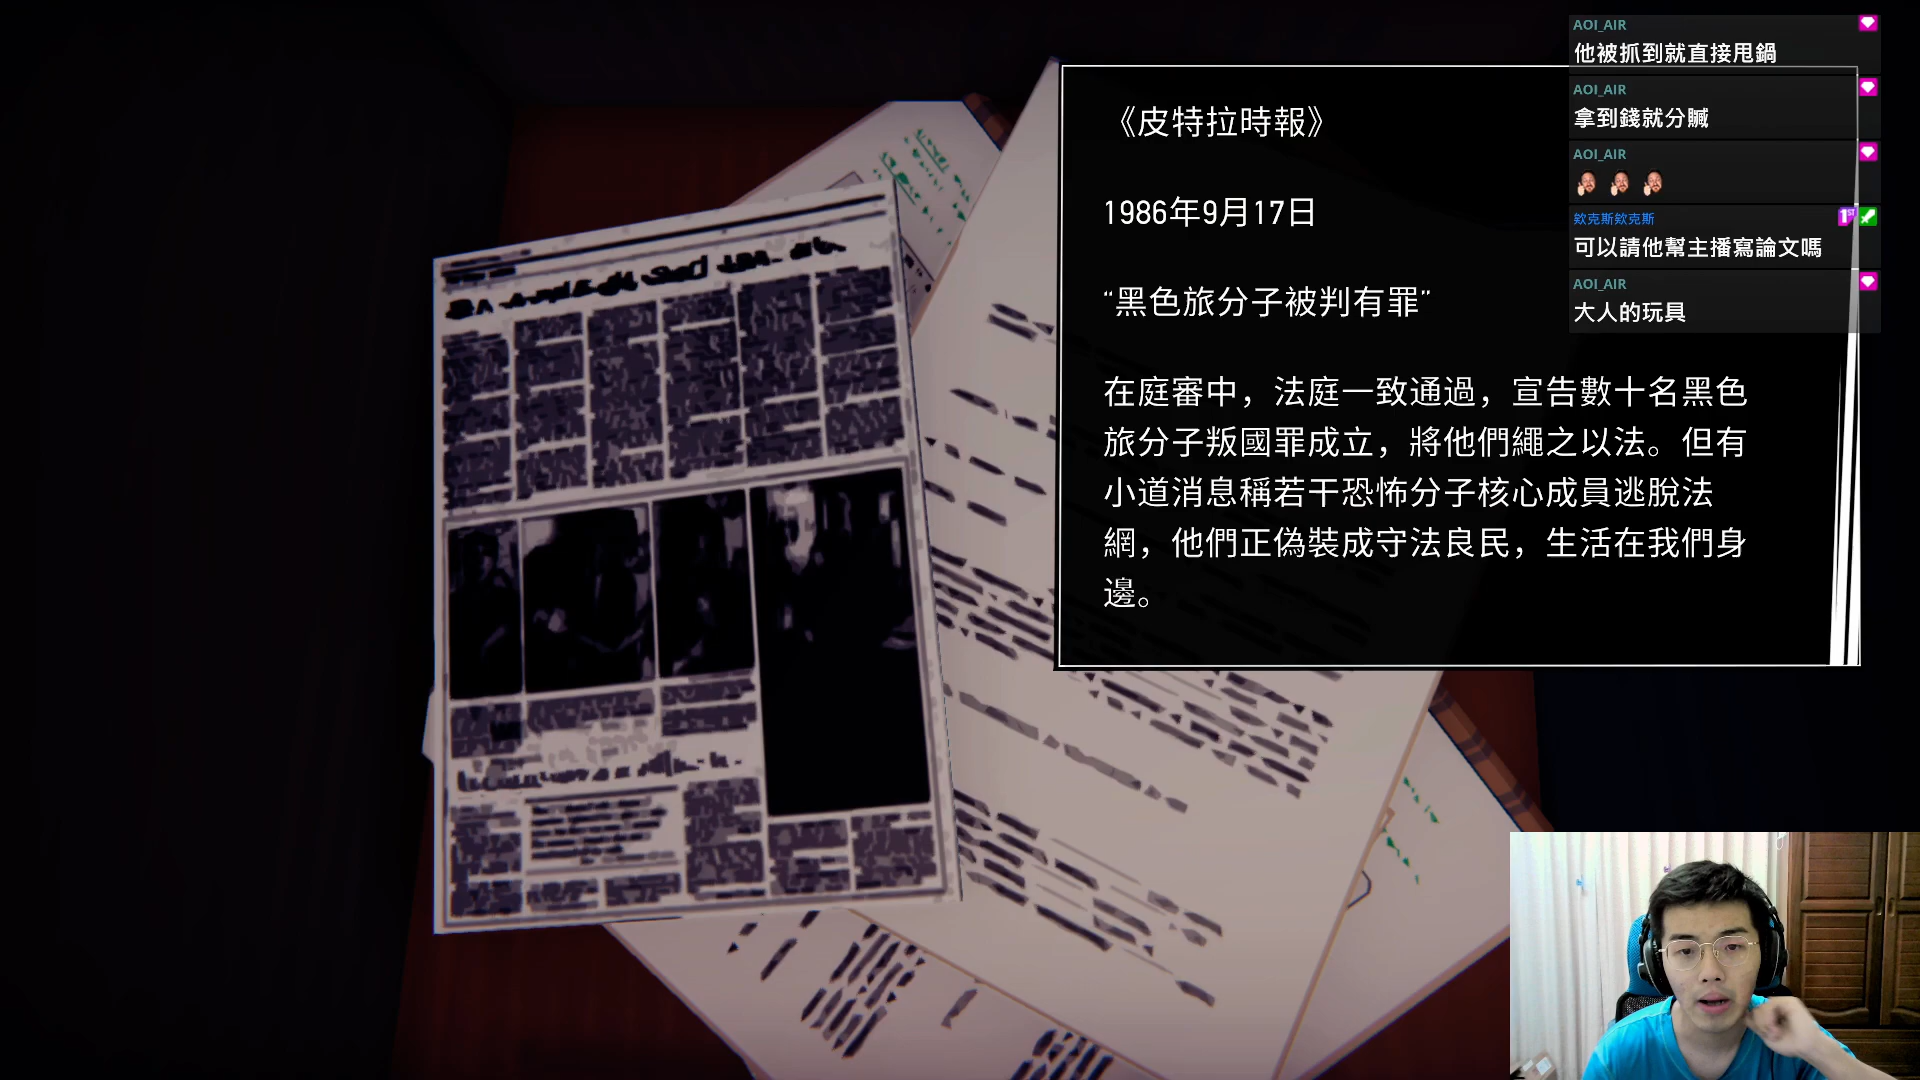 《皮特拉時報》
1986年9月17日
“黑色旅分子被判有罪”
在庭審中，法庭一致通過，宣告數十名黑色
旅分子叛國罪成立，將他們繩之以法。但有
小道消息稱若干恐怖分子核心成員逃脫法
網，他們正偽裝成守法良民，生活在我們身
邊。
AOI_AIR
他被抓到就直接甩鍋
AOI_AIR
拿到錢就分贓
AOI_AIR
欸克斯欸克斯
1ST
可以請他幫主播寫論文嗎
AOI_AIR
大人的玩具